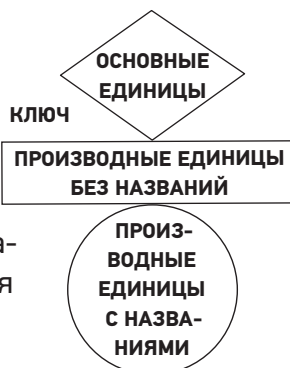 ОСНОВНЫЕ
ЕДИНИЦЫ
КЛЮЧ
ПРОИЗВОДНЫЕ ЕДИНИЦЫ
БЕЗ НАЗВАНИЙ
ПРОИЗ-
ВОДНЫЕ
ЕДИНИЦЫ
С НАЗВА-
НИЯМИ